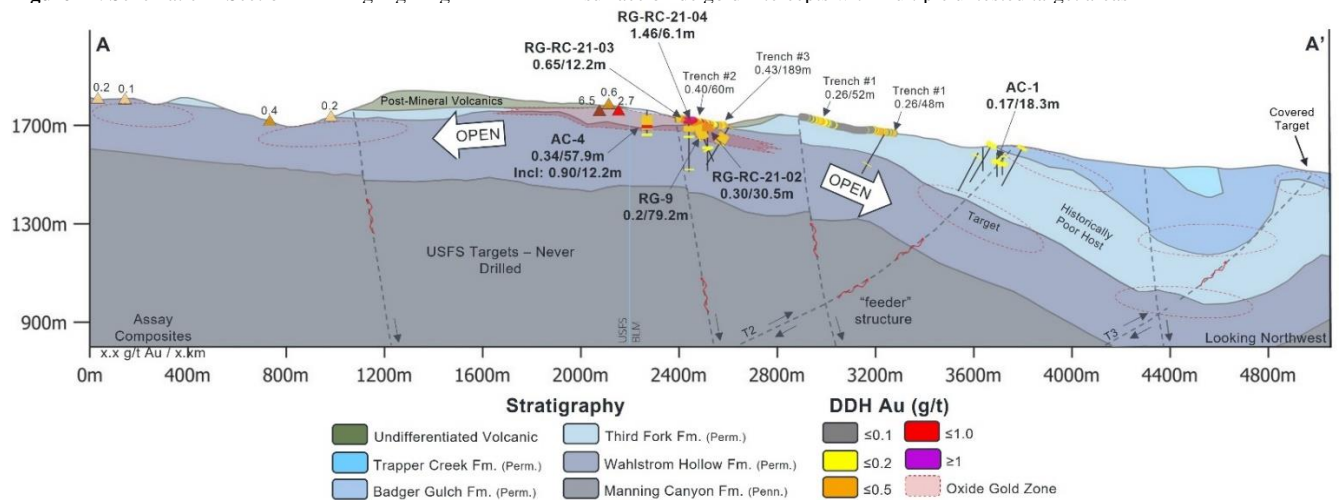 A
A'
RG-RC-21-04
1.46/6.1m
RG-RC-21-03
0.65/12.2m
Trench #3
0.43/189m
Trench #2
0.40/60m
Trench #1
0.26/52m
Trench #1
0.26/48m
AC-1
0.17/18.3m
Covered
Target
0.2
0.1
0.4
0.2
Post-Mineral Volcanics
6.5
0.6
2.7
1700m
1300m
900m
OPEN
AC-4
0.34/57.9m
Incl: 0.90/12.2m
RG-RC-21-02
0.30/30.5m
RG-9
0.2/79.2m
OPEN
Target
Historically
Poor Host
USFS Targets – Never
Drilled
"feeder"
structure
USFS
BLM
T2
T3
Assay
Composites
x.x g/t Au / x.km
Looking Northwest
0m 400m 800m 1200m 1600m 2000m 2400m 2800m 3200m 3600m 4000m 4400m 4800m
Stratigraphy
Undifferentiated Volcanic
Trapper Creek Fm. (Perm.)
Badger Gulch Fm. (Perm.)
Third Fork Fm. (Perm.)
Wahlstrom Hollow Fm. (Perm.)
Manning Canyon Fm. (Penn.)
DDH Au (g/t)
≤0.1
≤0.2
≤0.5
≤1.0
≥1
Oxide Gold Zone